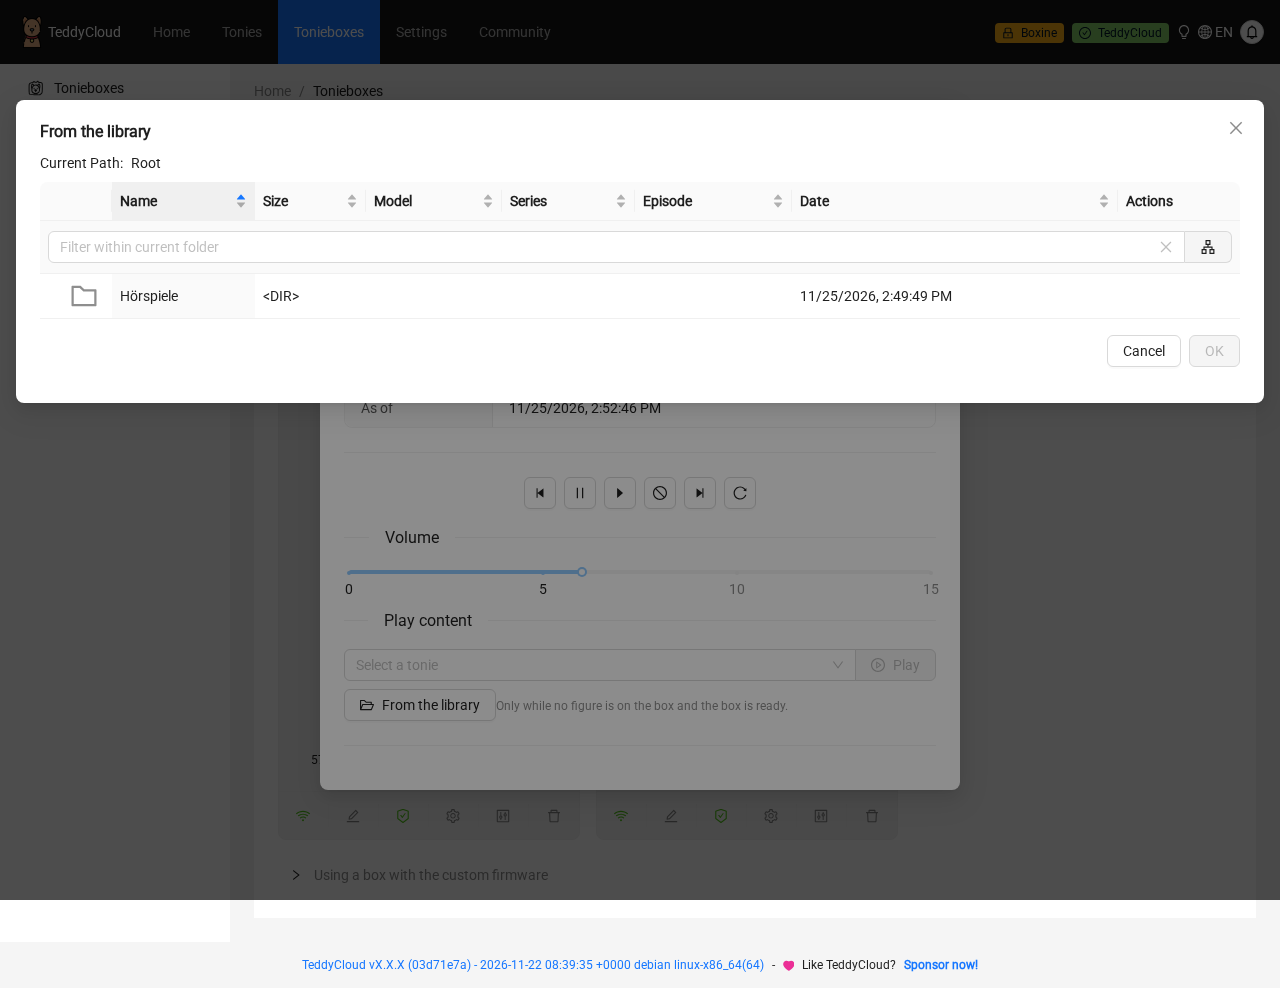 TeddyCloud Home Tonies Tonieboxes Settings Community Boxine TeddyCloud EN
Tonieboxes
Home / Tonieboxes
From the library
Current Path: Root
Name Size Model Series Episode Date Actions
Filter within current folder
Hörspiele <DIR> 11/25/2026, 2:49:49 PM
Cancel OK
As of 11/25/2026, 2:52:46 PM
Volume
0 5 10 15
Play content
Select a tonie Play
From the library Only while no figure is on the box and the box is ready.
Using a box with the custom firmware
TeddyCloud vX.X.X (03d71e7a) - 2026-11-22 08:39:35 +0000 debian linux-x86_64(64) - Like TeddyCloud? Sponsor now!